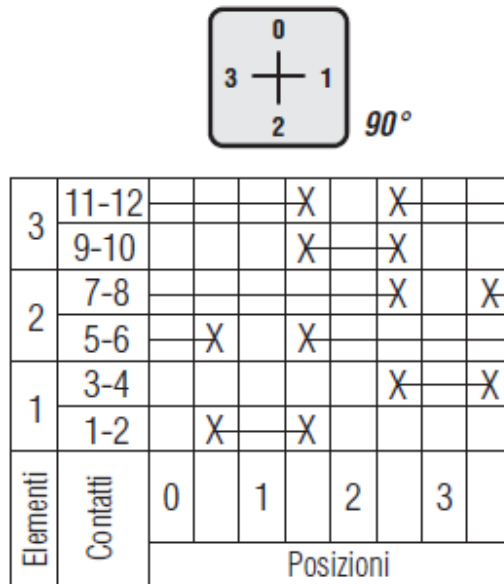 0
3 1
2
90°
3 11-12 X X
9-10 X X
2 7-8 X X
5-6 X X
1 3-4 X X
1-2 X X
Elementi Contatti 0 1 2 3
Posizioni